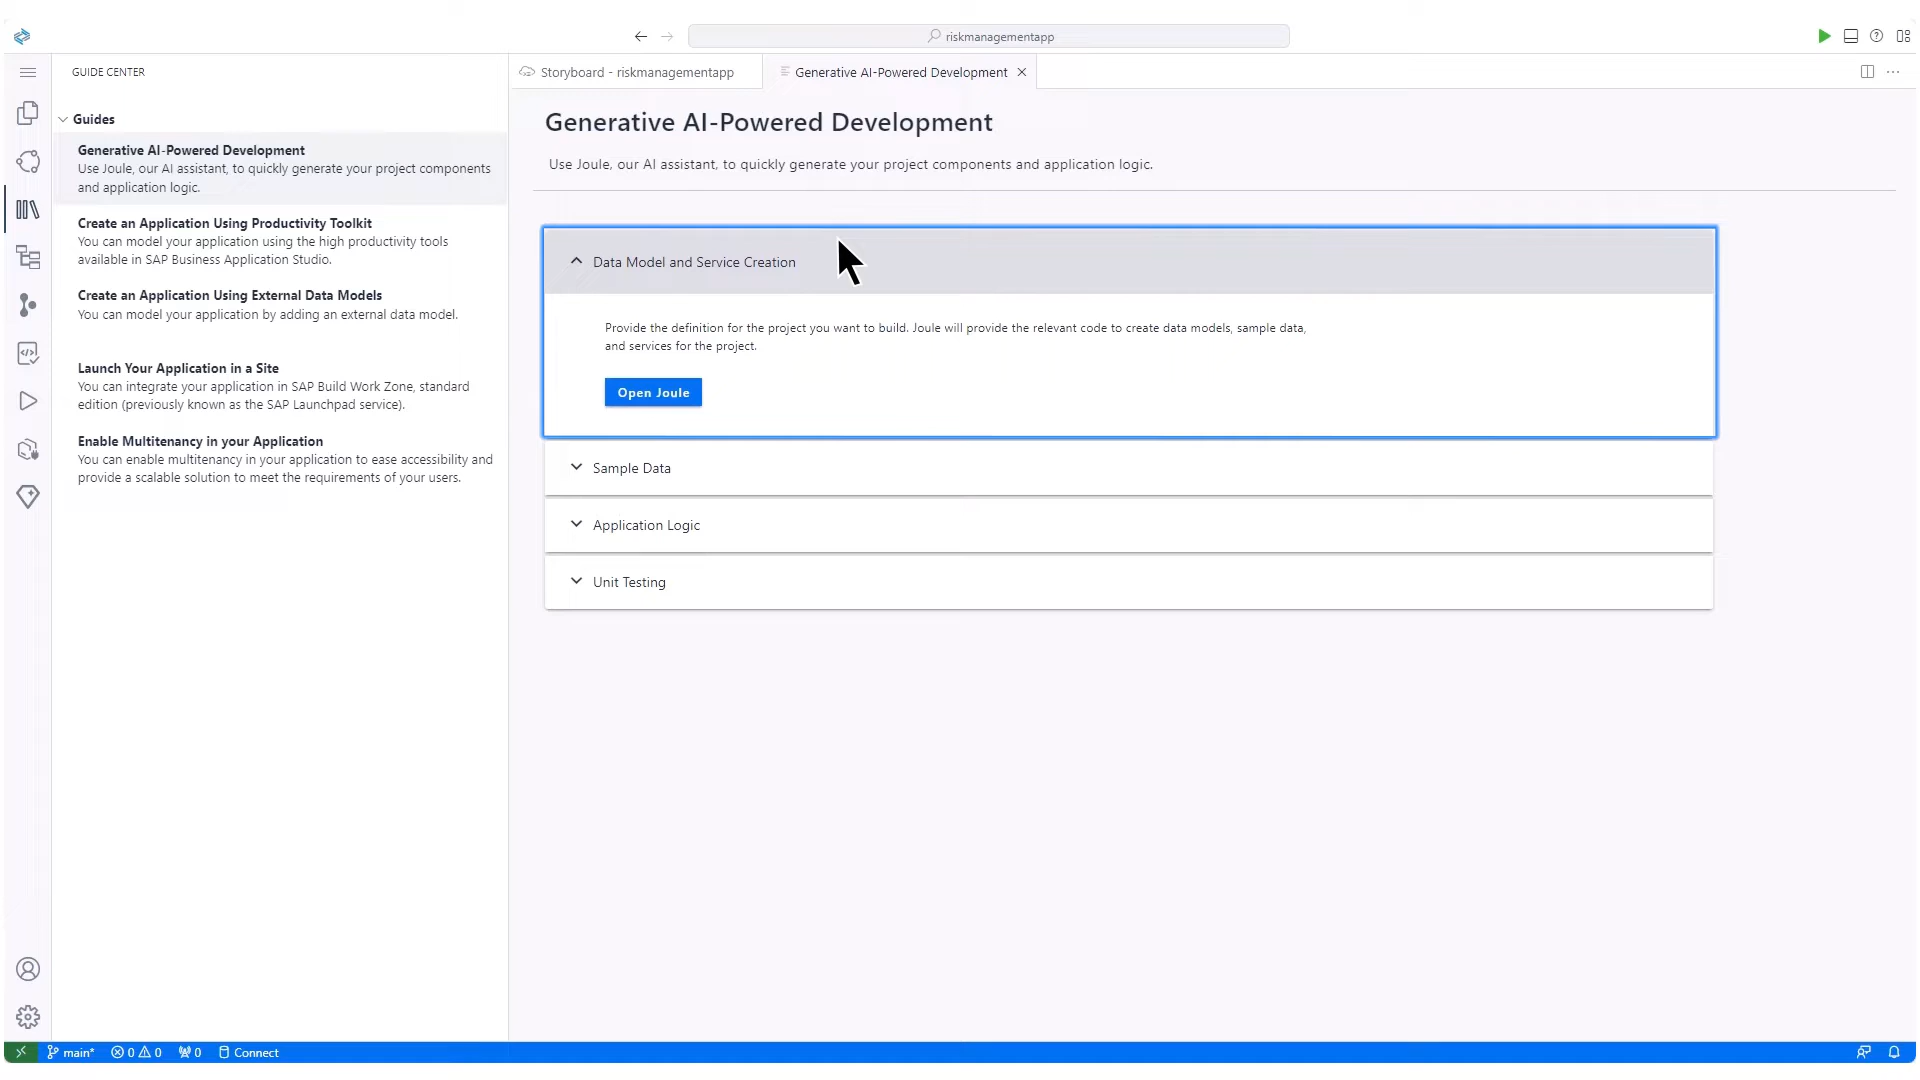 riskmanagementapp
GUIDE CENTER
Guides
Generative AI-Powered Development
Use Joule, our AI assistant, to quickly generate your project components
and application logic.
Create an Application Using Productivity Toolkit
You can model your application using the high productivity tools
available in SAP Business Application Studio.
Create an Application Using External Data Models
You can model your application by adding an external data model.
Launch Your Application in a Site
You can integrate your application in SAP Build Work Zone, standard
edition (previously known as the SAP Launchpad service).
Enable Multitenancy in your Application
You can enable multitenancy in your application to ease accessibility and
provide a scalable solution to meet the requirements of your users.
Storyboard - riskmanagementapp
Generative AI-Powered Development
Generative AI-Powered Development
Use Joule, our AI assistant, to quickly generate your project components and application logic.
Data Model and Service Creation
Provide the definition for the project you want to build. Joule will provide the relevant code to create data models, sample data,
and services for the project.
Open Joule
Sample Data
Application Logic
Unit Testing
main* 0 0 0 Connect